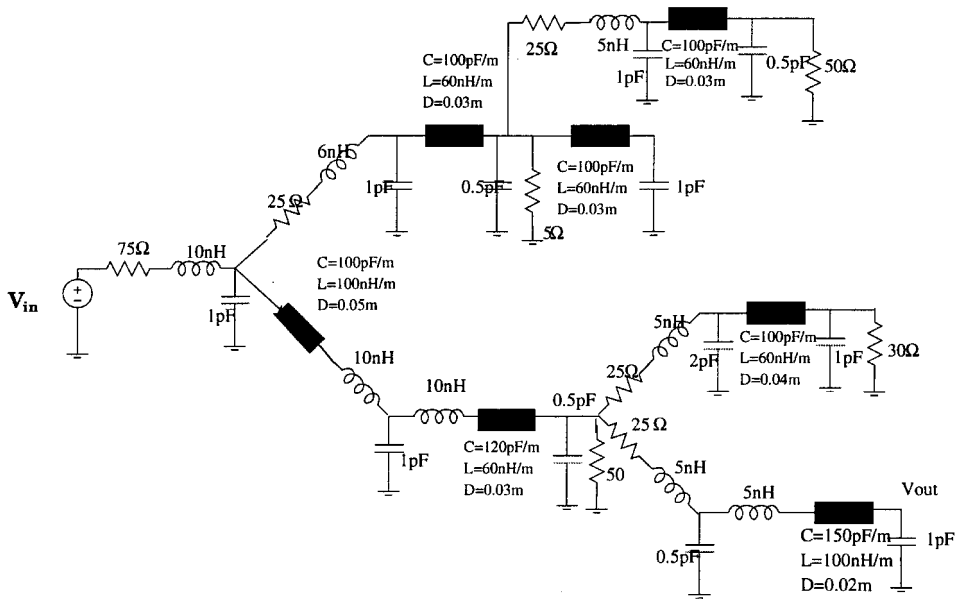 25Ω
5nH
C=100pF/m
L=60nH/m
D=0.03m
1pF
0.5pF
50Ω
C=100pF/m
L=60nH/m
D=0.03m
6nH
25Ω
1pF
0.5pF
5Ω
C=100pF/m
L=60nH/m
D=0.03m
1pF
Vin
75Ω
10nH
1pF
C=100pF/m
L=100nH/m
D=0.05m
10nH
1pF
10nH
C=120pF/m
L=60nH/m
D=0.03m
0.5pF
50
25Ω
5nH
2pF
C=100pF/m
L=60nH/m
D=0.04m
1pF
30Ω
25Ω
5nH
0.5pF
5nH
C=150pF/m
L=100nH/m
D=0.02m
Vout
1pF